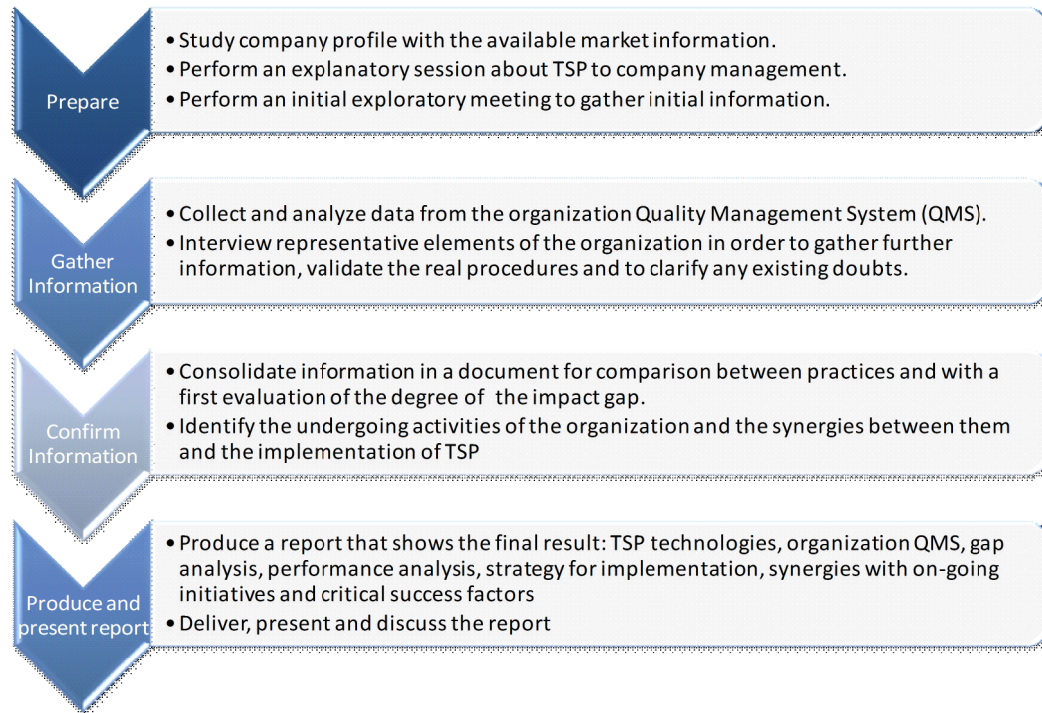 Prepare
• Study company profile with the available market information.
• Perform an explanatory session about TSP to company management.
• Perform an initial exploratory meeting to gather initial information.
Gather
Information
• Collect and analyze data from the organization Quality Management System (QMS).
• Interview representative elements of the organization in order to gather further
information, validate the real procedures and to clarify any existing doubts.
Confirm
Information
• Consolidate information in a document for comparison between practices and with a
first evaluation of the degree of the impact gap.
• Identify the undergoing activities of the organization and the synergies between them
and the implementation of TSP
Produce and
present report
• Produce a report that shows the final result: TSP technologies, organization QMS, gap
analysis, performance analysis, strategy for implementation, synergies with on-going
initiatives and critical success factors
• Deliver, present and discuss the report